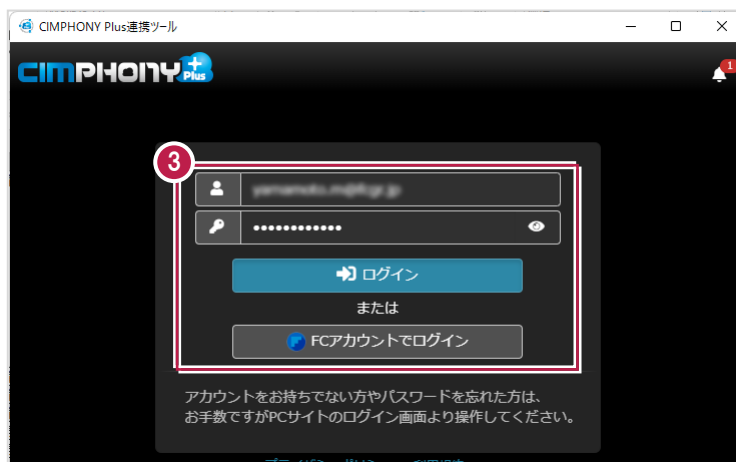 CIMPHONY Plus連携ツール
CIMPHONY Plus
1
3
••••••••••••
ログイン
または
FCアカウントでログイン
アカウントをお持ちでない方やパスワードを忘れた方は、
お手数ですがPCサイトのログイン画面より操作してください。